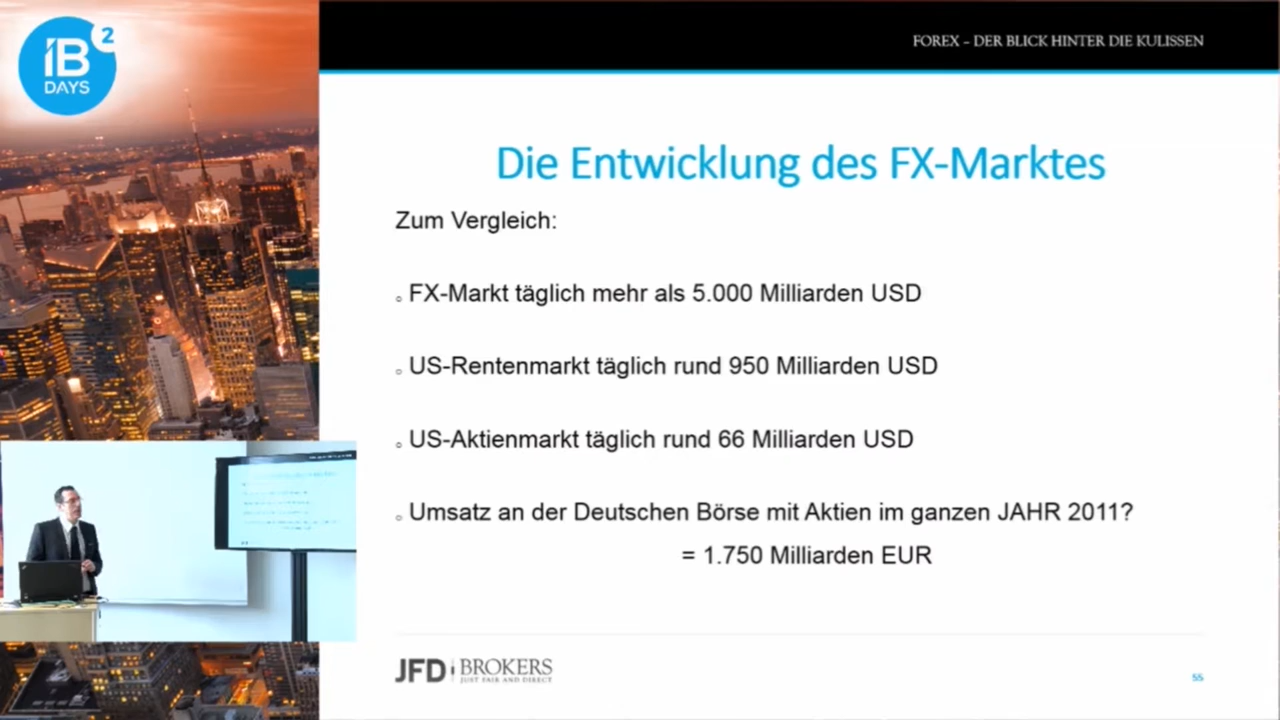 IB 2
DAYS
FOREX – DER BLICK HINTER DIE KULISSEN
Die Entwicklung des FX-Marktes
Zum Vergleich:
FX-Markt täglich mehr als 5.000 Milliarden USD
US-Rentenmarkt täglich rund 950 Milliarden USD
US-Aktienmarkt täglich rund 66 Milliarden USD
Umsatz an der Deutschen Börse mit Aktien im ganzen JAHR 2011?
= 1.750 Milliarden EUR
JFD BROKERS
JUST FAIR AND DIRECT
55